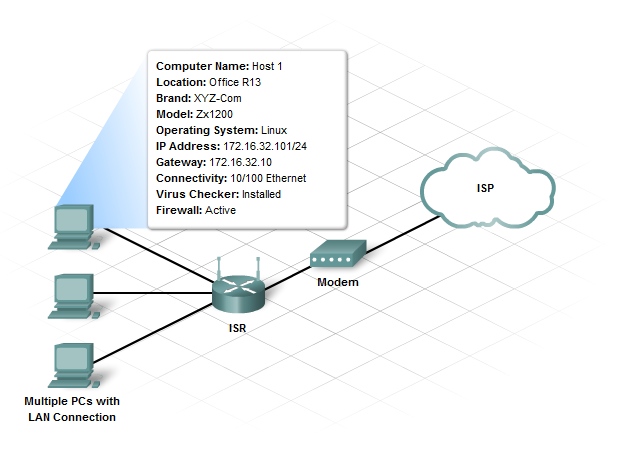 Computer Name: Host 1
Location: Office R13
Brand: XYZ-Com
Model: Zx1200
Operating System: Linux
IP Address: 172.16.32.101/24
Gateway: 172.16.32.10
Connectivity: 10/100 Ethernet
Virus Checker: Installed
Firewall: Active
ISP
Modem
ISR
Multiple PCs with
LAN Connection